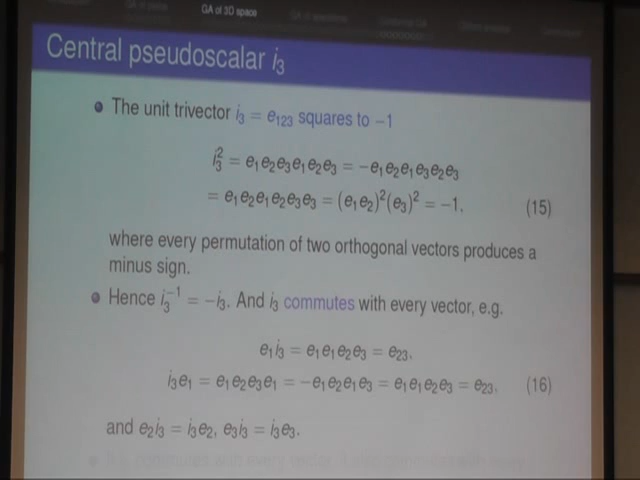 GA of 3D space
Central pseudoscalar i₃
The unit trivector i₃ = e₁₂₃ squares to −1
i₃² = e₁e₂e₃e₁e₂e₃ = −e₁e₂e₁e₃e₂e₃
= e₁e₂e₁e₂e₃e₃ = (e₁e₂)²(e₃)² = −1, (15)
where every permutation of two orthogonal vectors produces a
minus sign.
Hence i₃⁻¹ = −i₃. And i₃ commutes with every vector, e.g.
e₁i₃ = e₁e₁e₂e₃ = e₂₃,
i₃e₁ = e₁e₂e₃e₁ = −e₁e₂e₁e₃ = e₁e₁e₂e₃ = e₂₃, (16)
and e₂i₃ = i₃e₂, e₃i₃ = i₃e₃.